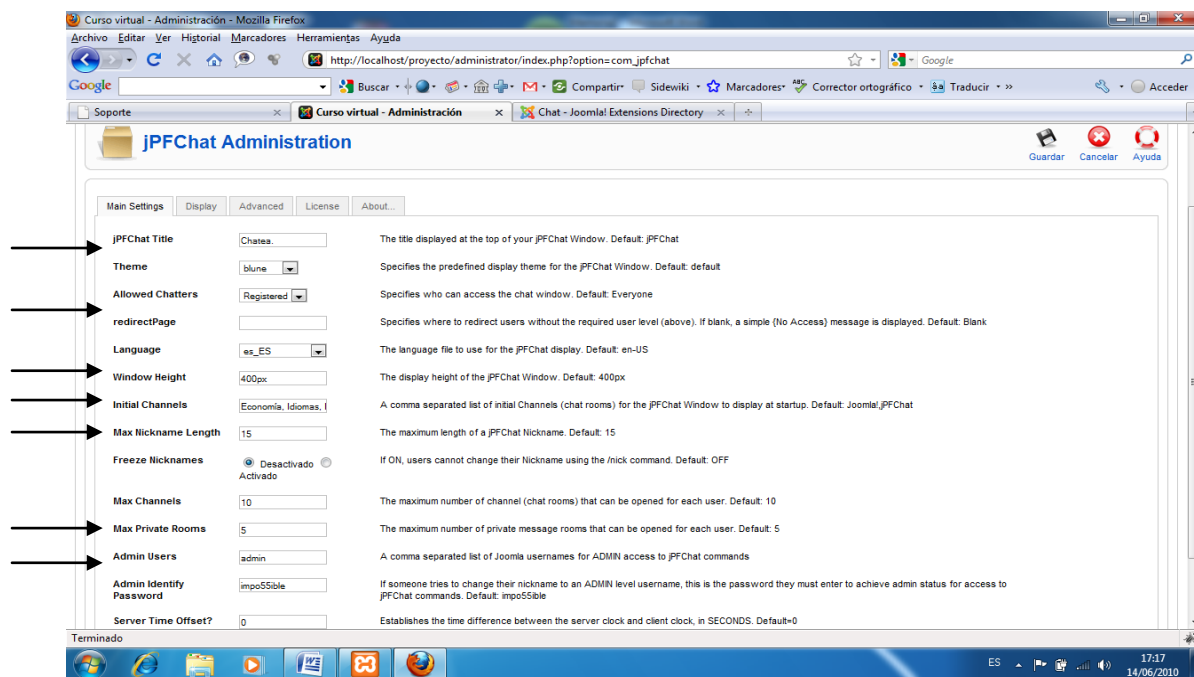 Curso virtual - Administración - Mozilla Firefox
Archivo Editar Ver Historial Marcadores Herramientas Ayuda
http://localhost/proyecto/administrator/index.php?option=com_jpfchat
Google
Google
Buscar
Compartir
Sidewiki
Marcadores
Corrector ortográfico
Traducir
Acceder
Soporte
Curso virtual - Administración
Chat - Joomla! Extensions Directory
jPFChat Administration
Guardar Cancelar Ayuda
Main Settings Display Advanced License About...
jPFChat Title Chatea. The title displayed at the top of your jPFChat Window. Default: jPFChat
Theme blune Specifies the predefined display theme for the jPFChat Window. Default: default
Allowed Chatters Registered Specifies who can access the chat window. Default: Everyone
redirectPage Specifies where to redirect users without the required user level (above). If blank, a simple {No Access} message is displayed. Default: Blank
Language es_ES The language file to use for the jPFChat display. Default: en-US
Window Height 400px The display height of the jPFChat Window. Default: 400px
Initial Channels Economía, Idiomas, A comma separated list of initial Channels (chat rooms) for the jPFChat Window to display at startup. Default: Joomla!,jPFChat
Max Nickname Length 15 The maximum length of a jPFChat Nickname. Default: 15
Freeze Nicknames Desactivado If ON, users cannot change their Nickname using the /nick command. Default: OFF
Activado
Max Channels 10 The maximum number of channel (chat rooms) that can be opened for each user. Default: 10
Max Private Rooms 5 The maximum number of private message rooms that can be opened for each user. Default: 5
Admin Users admin A comma separated list of Joomla usernames for ADMIN access to jPFChat commands
Admin Identify impo55ible If someone tries to change their nickname to an ADMIN level username, this is the password they must enter to achieve admin status for access to
Password jPFChat commands. Default: impo55ible
Server Time Offset? 0 Establishes the time difference between the server clock and client clock, in SECONDS. Default=0
Terminado
ES
17:17
14/06/2010